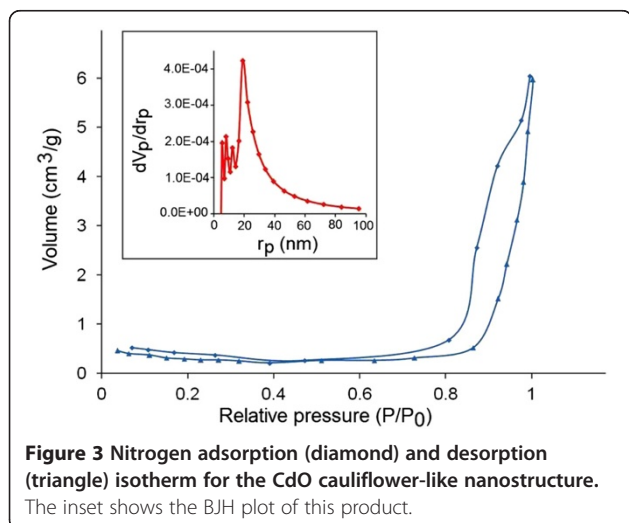 6
5
4
3
2
1
0
Volume (cm³/g)
4.0E-04
3.0E-04
2.0E-04
1.0E-04
0.0E+00
dVp/drp
0 20 40 60 80 100
rp (nm)
0 0.2 0.4 0.6 0.8 1
Relative pressure (P/P0)
Figure 3 Nitrogen adsorption (diamond) and desorption
(triangle) isotherm for the CdO cauliflower-like nanostructure.
The inset shows the BJH plot of this product.